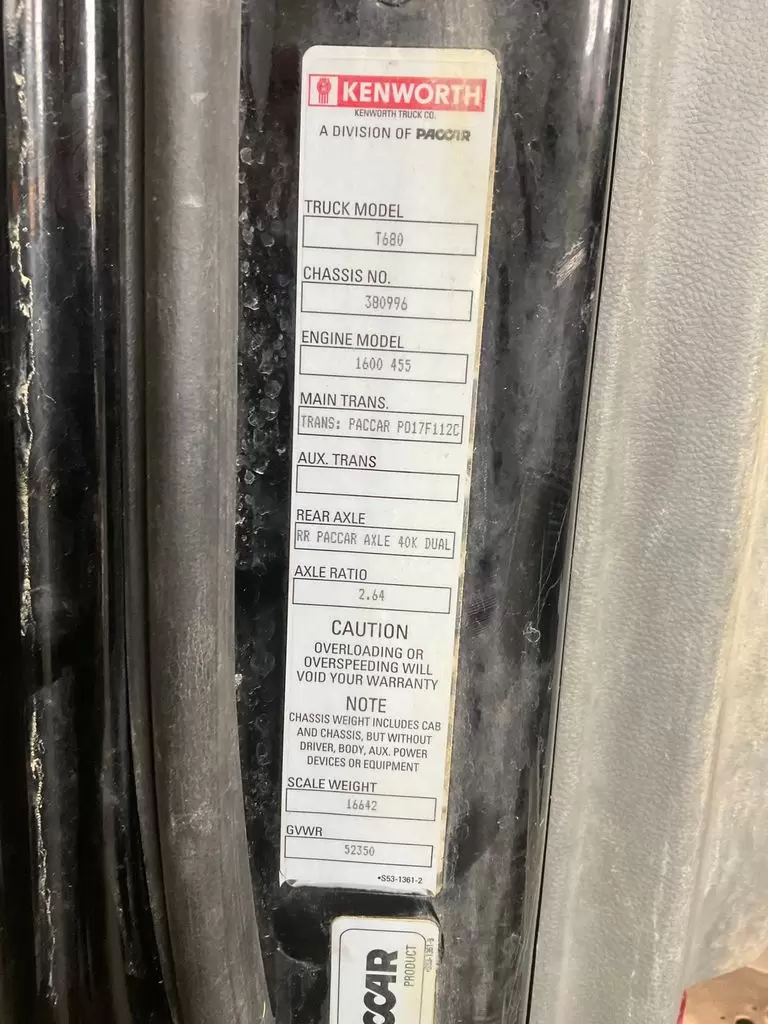 KENWORTH
KENWORTH TRUCK CO.
A DIVISION OF PACCAR
TRUCK MODEL
T680
CHASSIS NO.
380996
ENGINE MODEL
1600 455
MAIN TRANS.
TRANS: PACCAR PO17F112C
AUX. TRANS
REAR AXLE
RR PACCAR AXLE 40K DUAL
AXLE RATIO
2.64
CAUTION
OVERLOADING OR
OVERSPEEDING WILL
VOID YOUR WARRANTY
NOTE
CHASSIS WEIGHT INCLUDES CAB
AND CHASSIS, BUT WITHOUT
DRIVER, BODY, AUX. POWER
DEVICES OR EQUIPMENT
SCALE WEIGHT
16642
GVWR
52350
•S53-1361-2
CCAR
PRODUCT